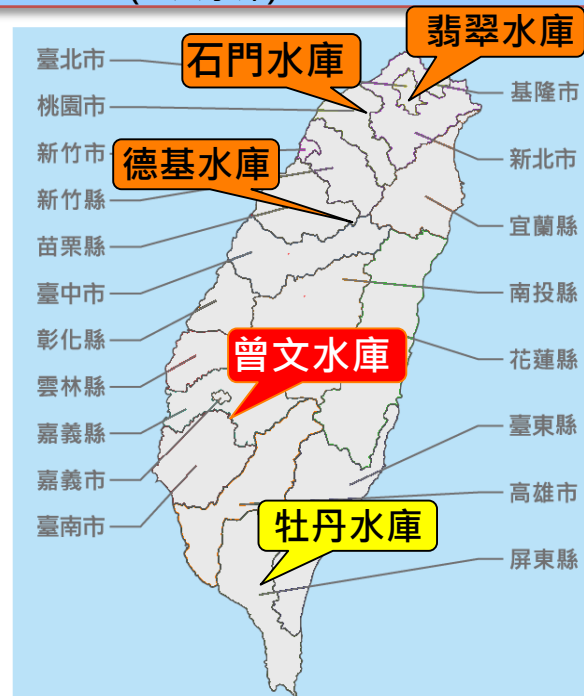 翡翠水庫
石門水庫
臺北市
桃園市
基隆市
新竹市
德基水庫
新北市
新竹縣
宜蘭縣
苗栗縣
臺中市
南投縣
彰化縣
曾文水庫
花蓮縣
雲林縣
嘉義縣
臺東縣
嘉義市
高雄市
臺南市
牡丹水庫
屏東縣